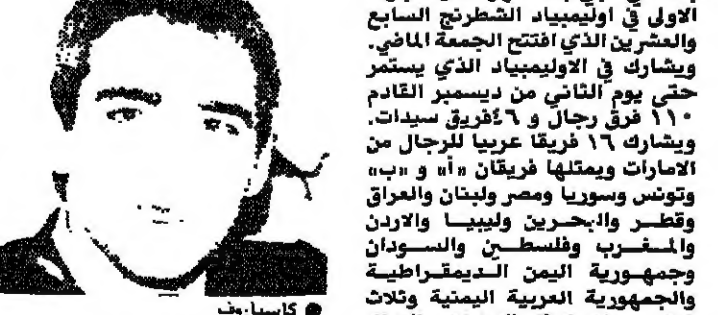 الاولى في اوليمبياد الشطرنج السابع
والعشرين الذي افتتح الجمعة الماضي.
ويشارك في الاوليمبياد الذي يستمر
حتى يوم الثاني من ديسمبر القادم
١١٠ فرق رجال و ٤٦فريق سيدات.
ويشارك ١٦ فريقا عربيا للرجال من
الامارات ويمثلها فريقان «أ» و «ب»
وتونس وسوريا ومصر ولبنان والعراق
وقطر والبحرين وليبيا والاردن
والمغرب وفلسطين والسودان
وجمهورية اليمن الديمقراطية
والجمهورية العربية اليمنية وثلاث
● كاسباروف